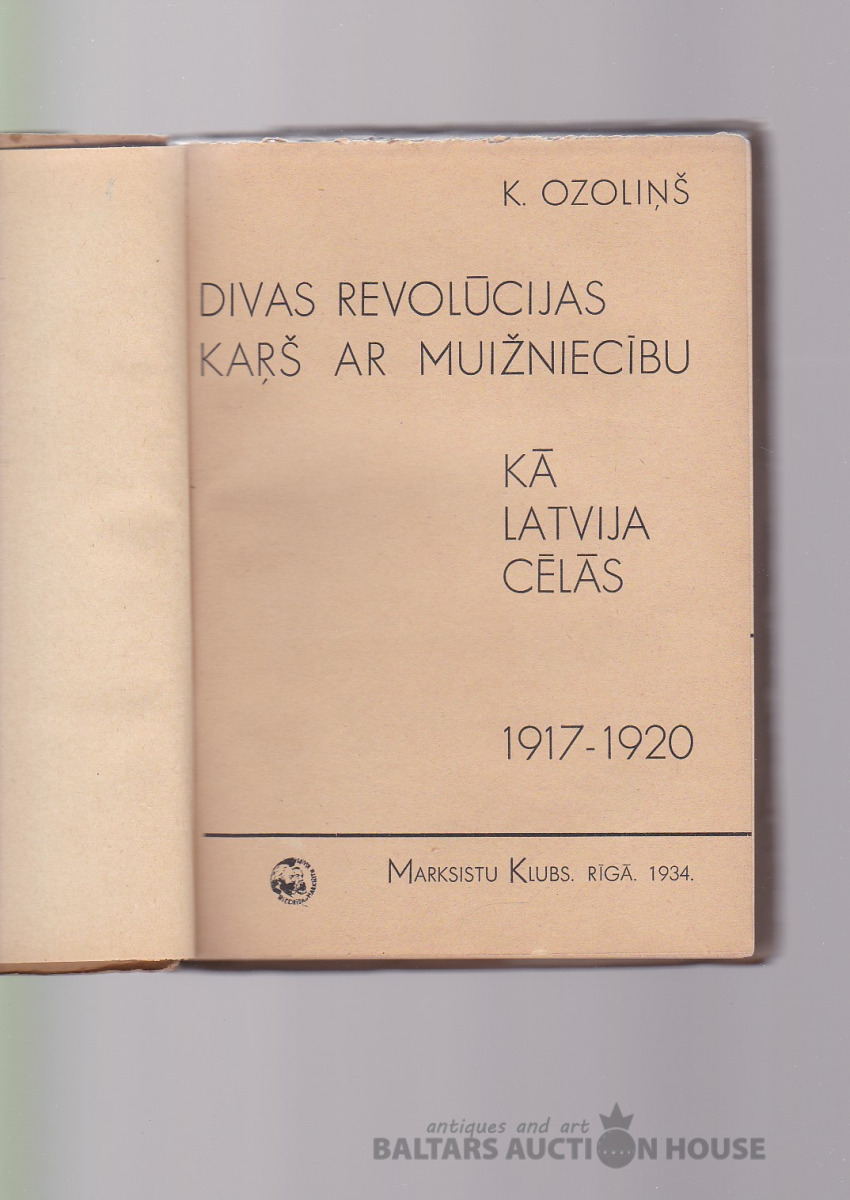 K. OZOLIŅŠ
DIVAS REVOLŪCIJAS
KAŖŠ AR MUIŽNIECĪBU
KĀ
LATVIJA
CĒLĀS
1917-1920
MARKSISTU KLUBS. RĪGĀ. 1934.
antiques and art
BALTARS AUCTION HOUSE